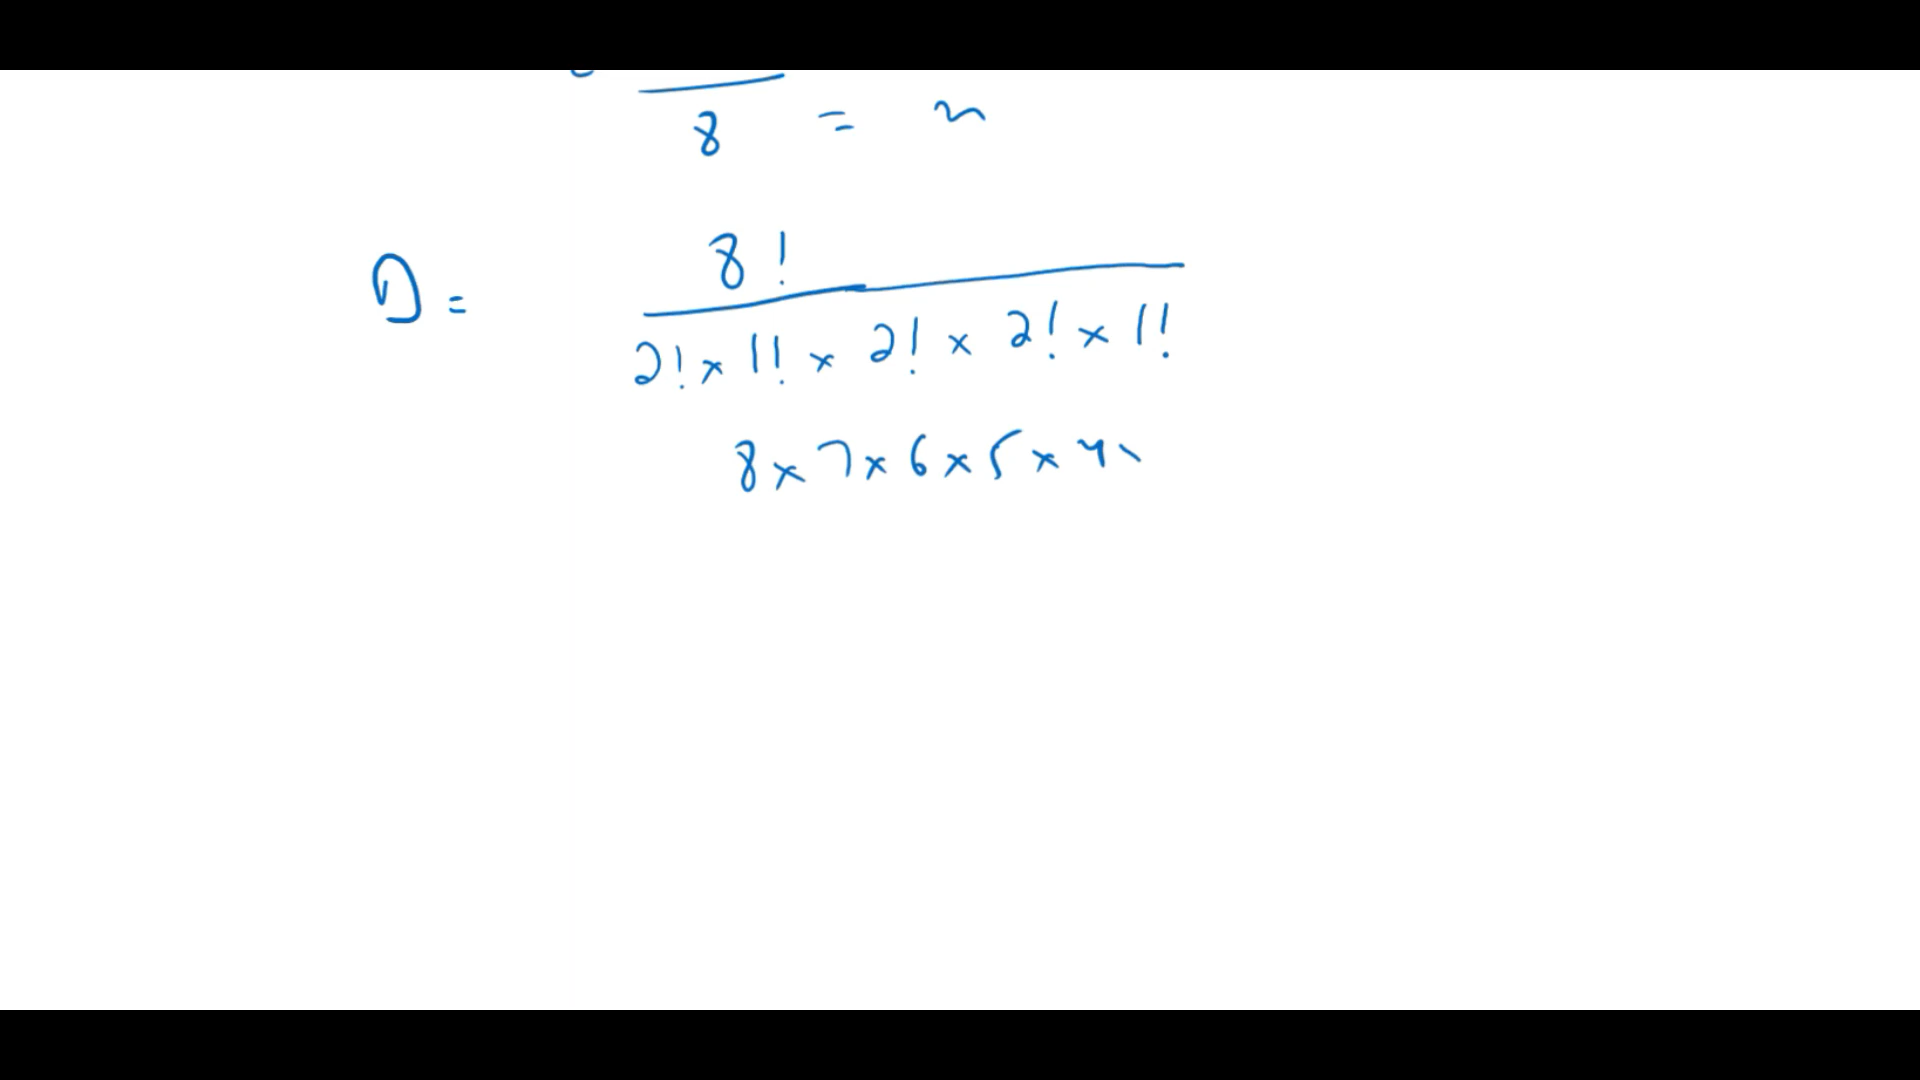 8 = n
D = 8!
2! × 1! × 2! × 2! × 1!
8 × 7 × 6 × 5 × 4